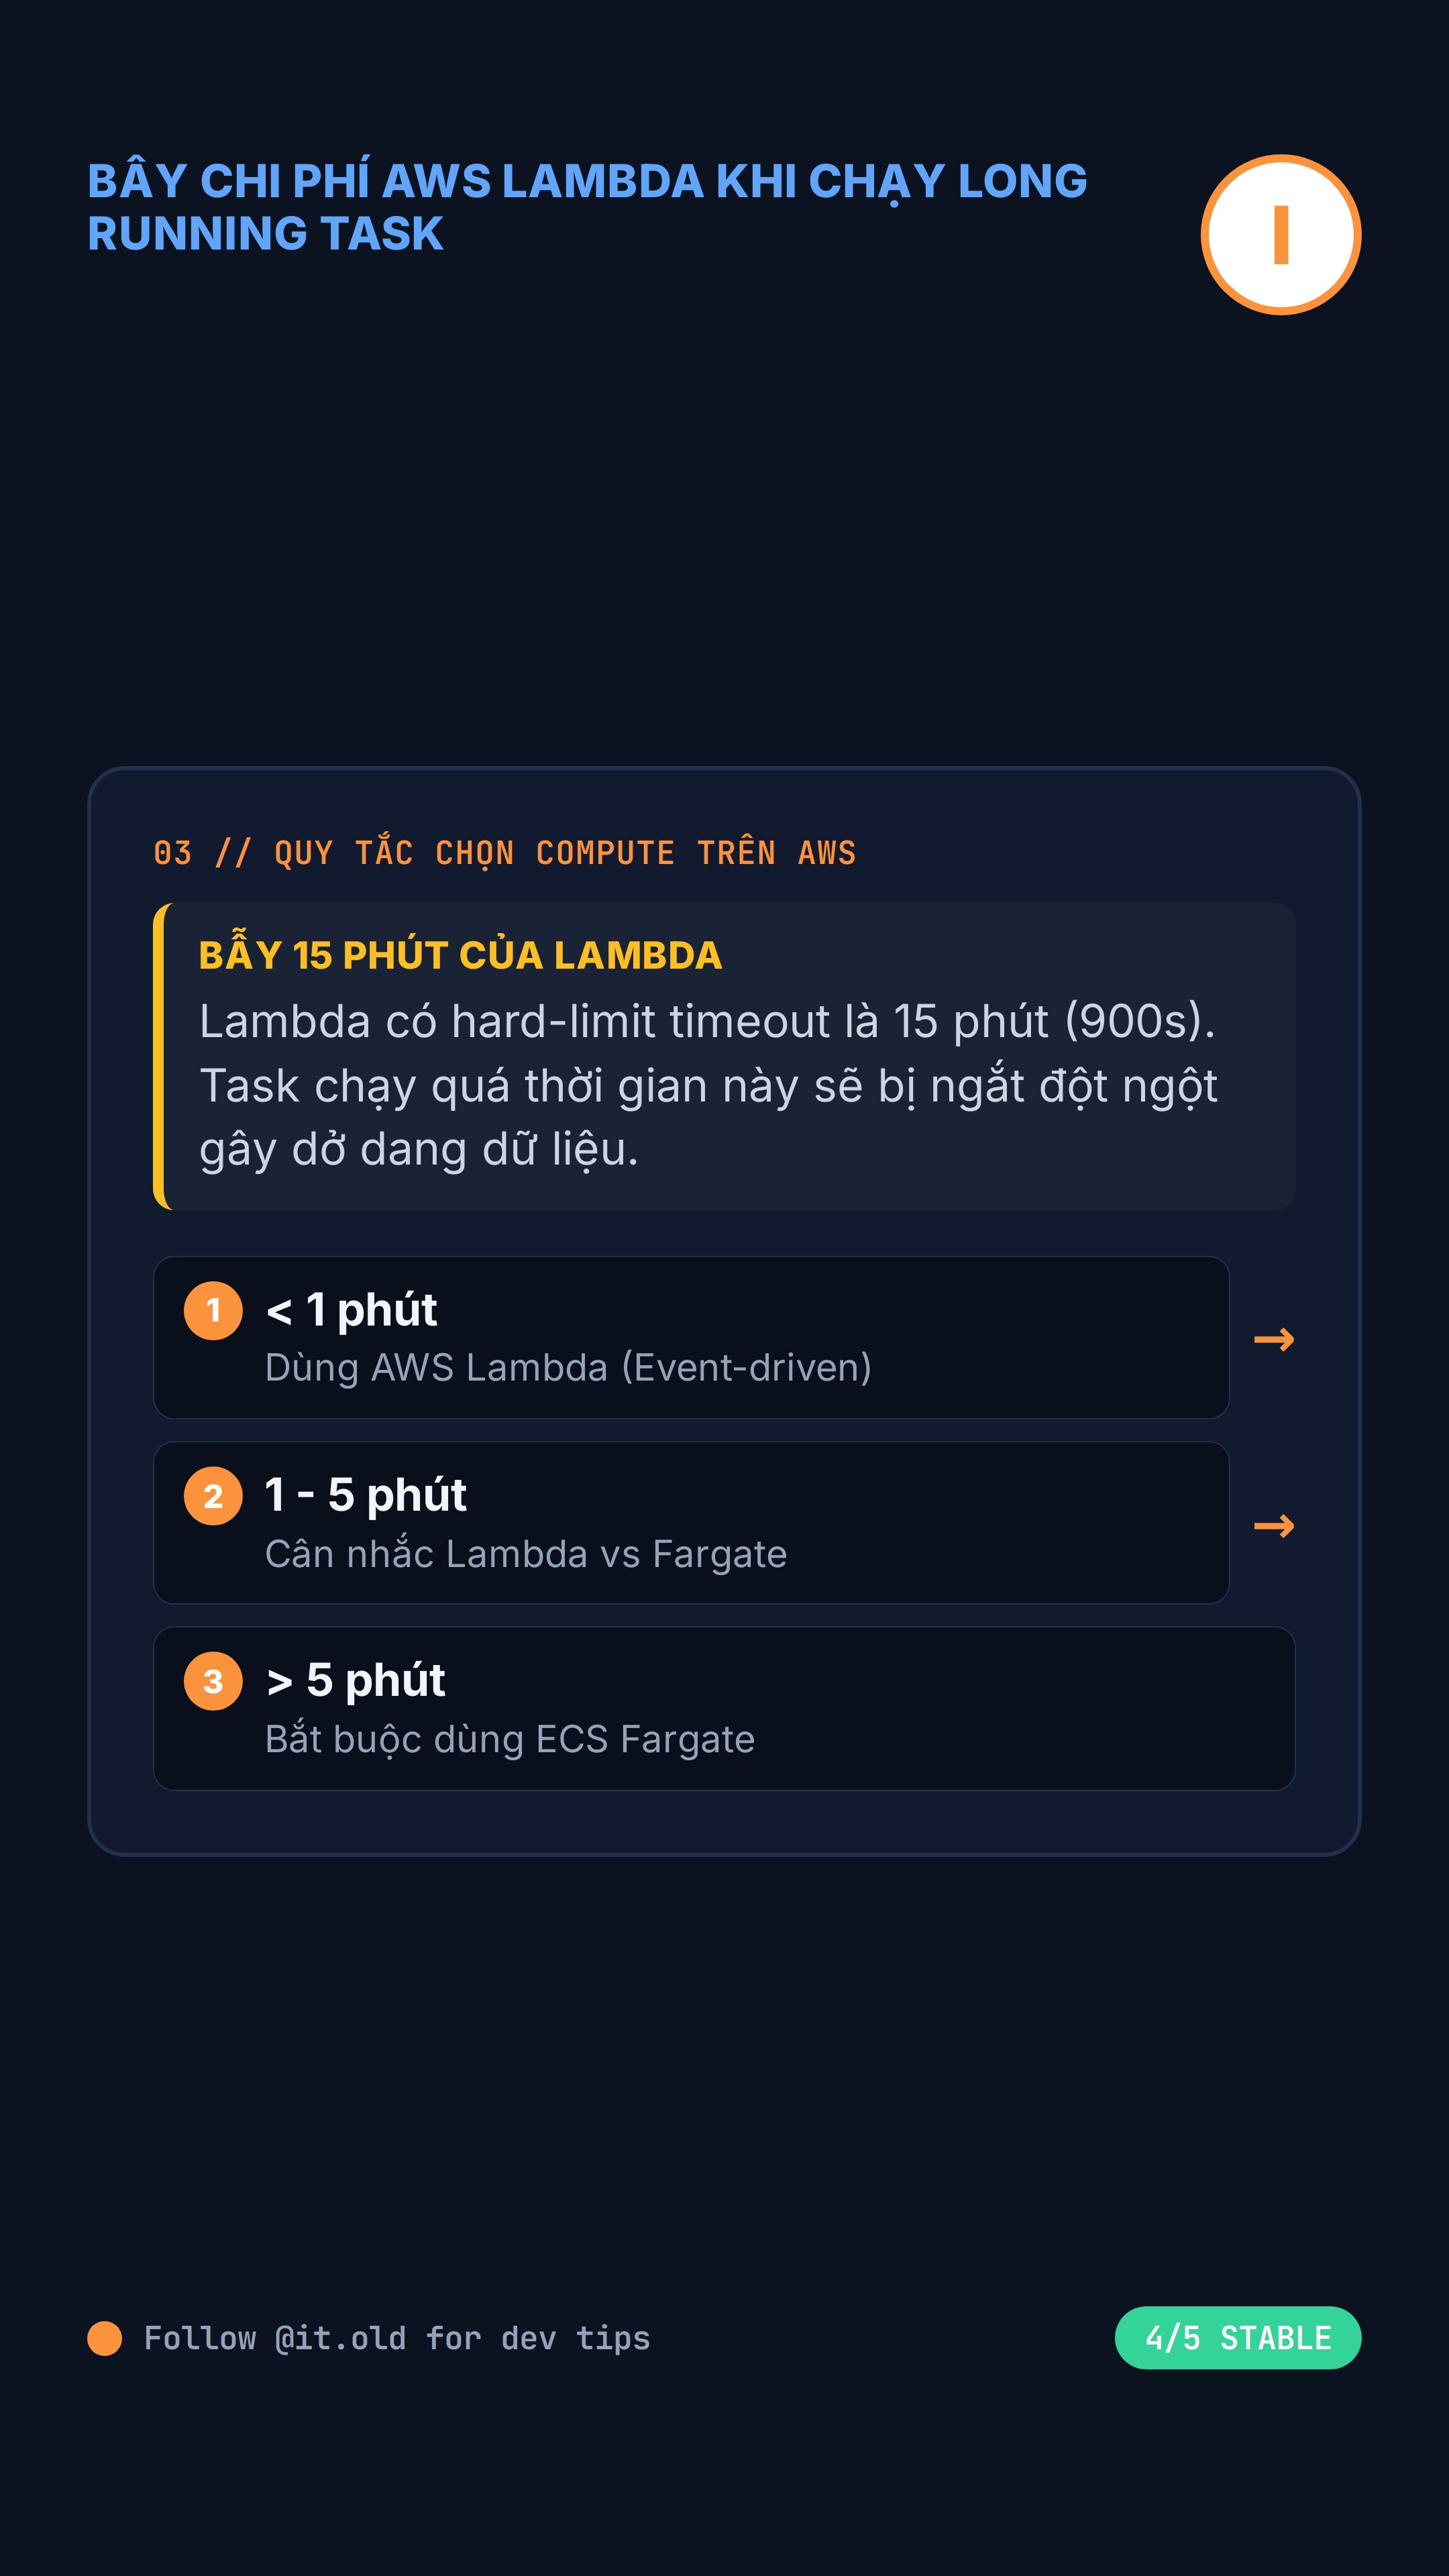 BÂY CHI PHÍ AWS LAMBDA KHI CHẠY LONG
RUNNING TASK
I
03 // QUY TẮC CHỌN COMPUTE TRÊN AWS
BẪY 15 PHÚT CỦA LAMBDA
Lambda có hard-limit timeout là 15 phút (900s).
Task chạy quá thời gian này sẽ bị ngắt đột ngột
gây dở dang dữ liệu.
1 < 1 phút →
Dùng AWS Lambda (Event-driven)
2 1 - 5 phút →
Cân nhắc Lambda vs Fargate
3 > 5 phút
Bắt buộc dùng ECS Fargate
Follow @it.old for dev tips
4/5 STABLE